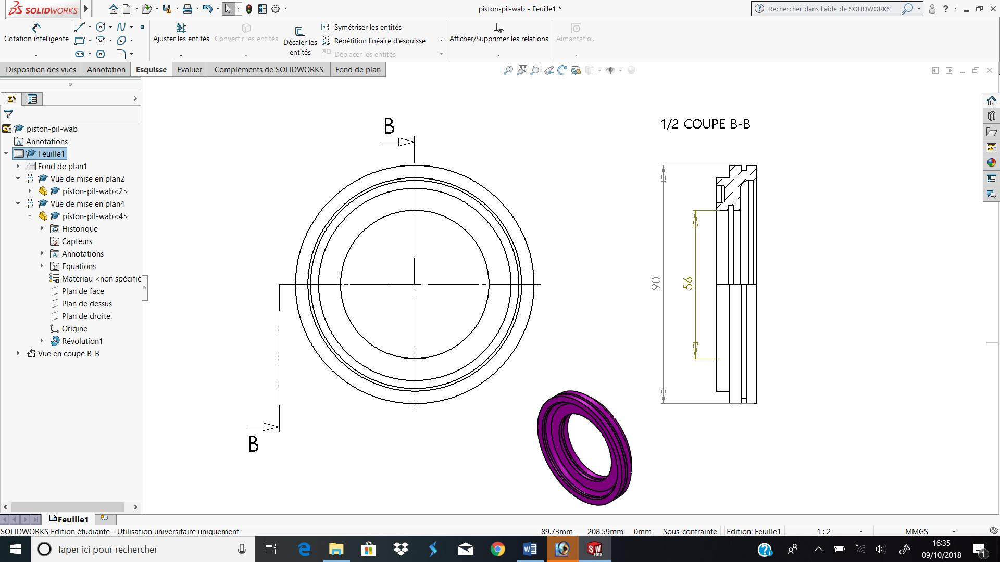 SOLIDWORKS
piston-pil-wab - Feuille1 *
Rechercher dans l'aide de SOLIDWORKS
Cotation intelligente
Ajuster les entités
Convertir les entités
Décaler les
entités
Symétriser les entités
Répétition linéaire d'esquisse
Déplacer les entités
Afficher/Supprimer les relations
Aimantatio...
Disposition des vues
Annotation
Esquisse
Evaluer
Compléments de SOLIDWORKS
Fond de plan
piston-pil-wab
Annotations
Feuille1
Fond de plan1
Vue de mise en plan2
piston-pil-wab<2>
Vue de mise en plan4
piston-pil-wab<4>
Historique
Capteurs
Annotations
Equations
Matériau <non spécifié
Plan de face
Plan de dessus
Plan de droite
Origine
Révolution1
Vue en coupe B-B
B
B
1/2 COUPE B-B
90
56
Feuille1
SOLIDWORKS Edition étudiante - Utilisation universitaire uniquement
89.73mm
208.59mm
0mm
Sous-contrainte
Edition: Feuille1
1 : 2
MMGS
Taper ici pour rechercher
16:35
09/10/2018
1